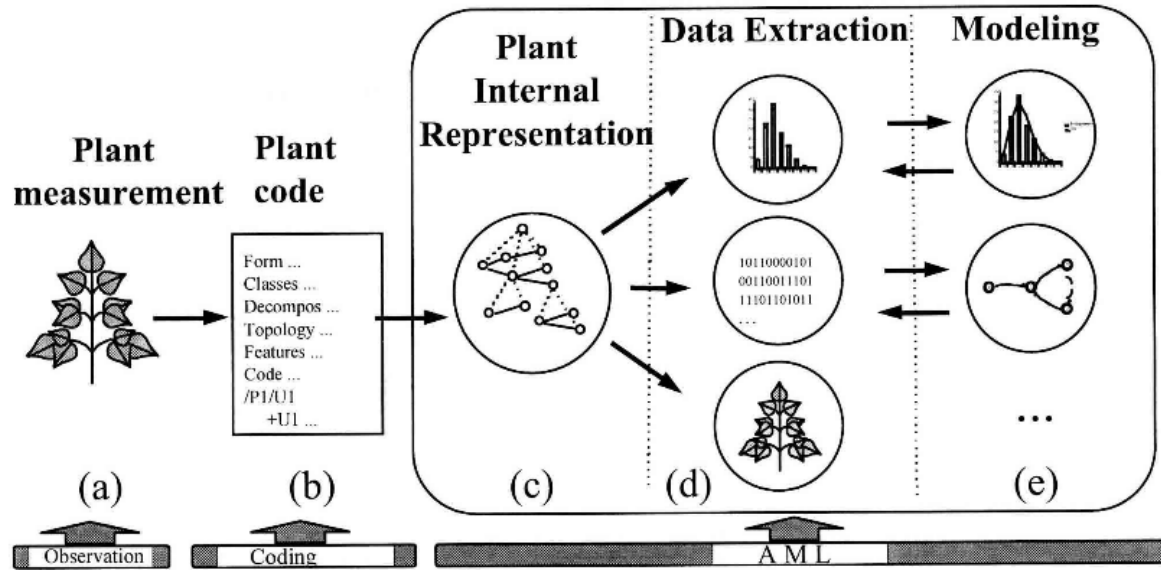 Plant
measurement
Plant
code
Plant
Internal
Representation
Data Extraction
Modeling
Form ...
Classes ...
Decompos ...
Topology ...
Features ...
Code ...
/P1/U1
+U1 ...
10110000101
00110011101
11101101011
...
...
(a)
(b)
(c)
(d)
(e)
Observation
Coding
AML